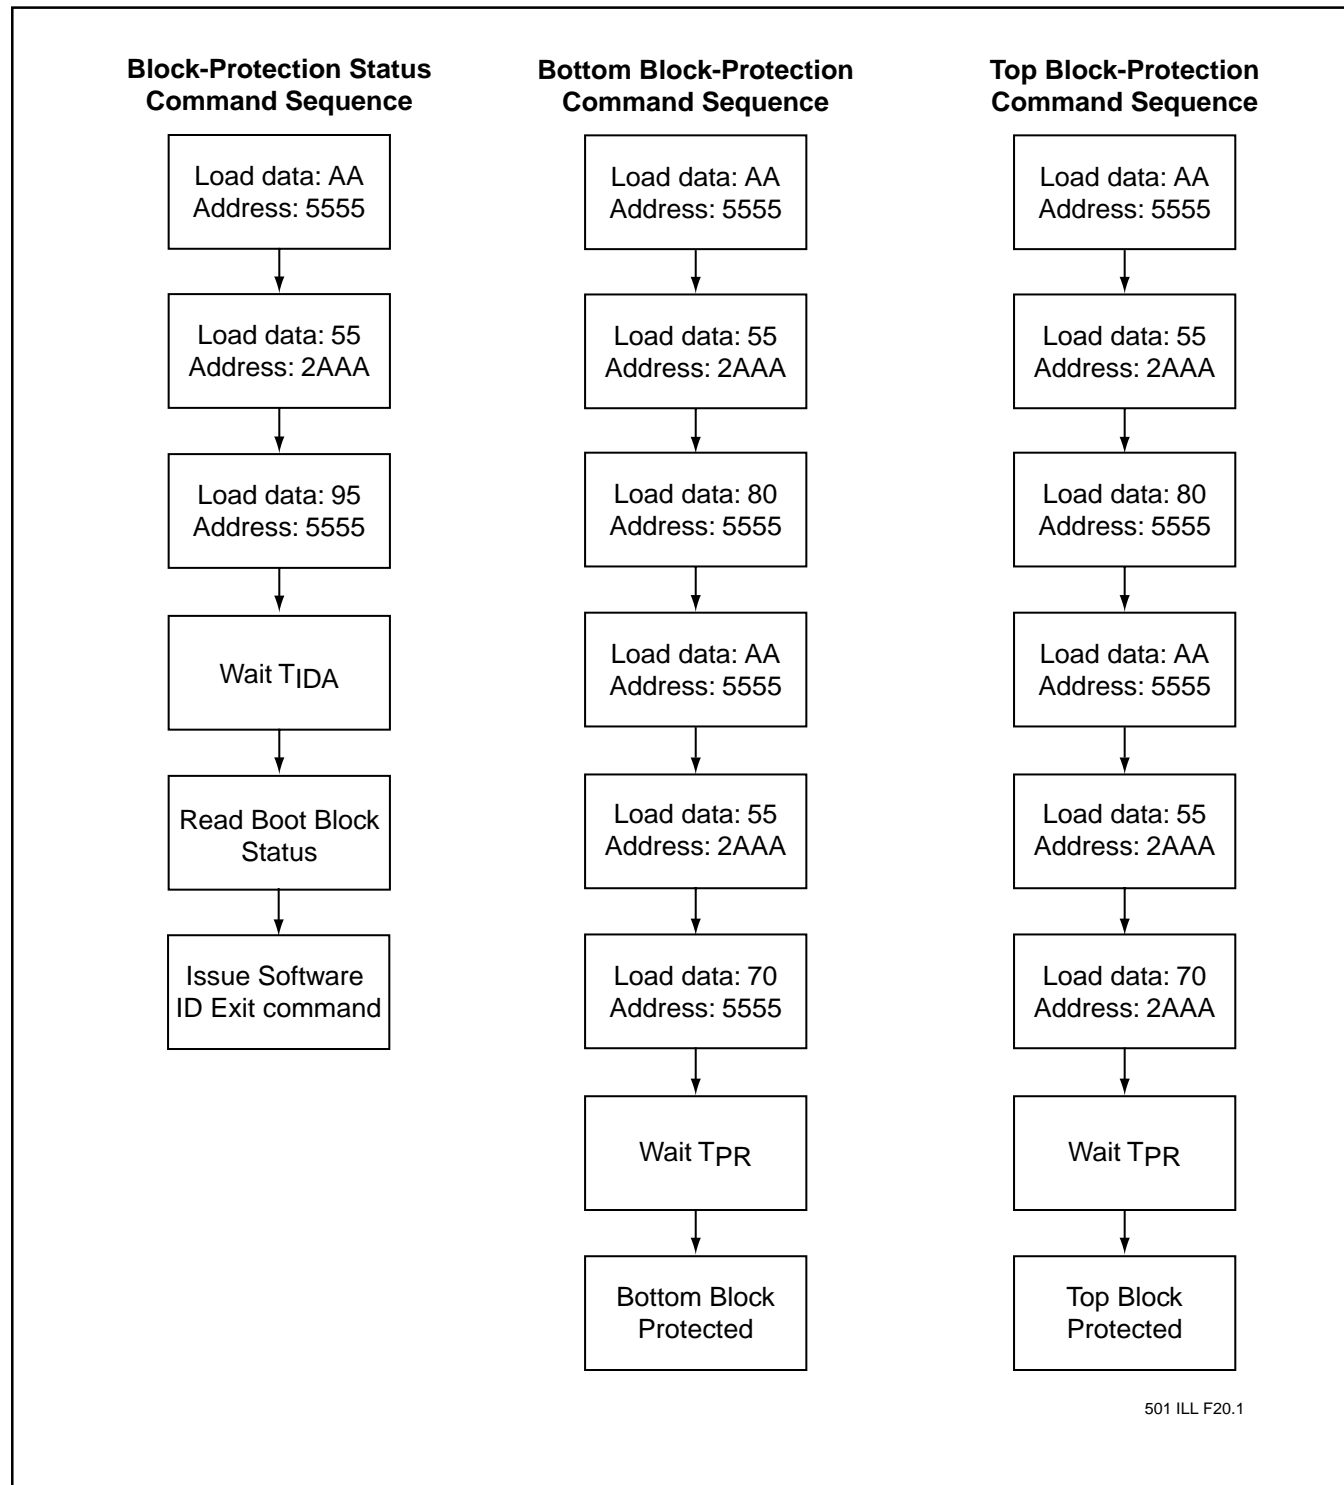 Block-Protection Status
Command Sequence
Load data: AA
Address: 5555
Load data: 55
Address: 2AAA
Load data: 95
Address: 5555
Wait TIDA
Read Boot Block
Status
Issue Software
ID Exit command
Bottom Block-Protection
Command Sequence
Load data: AA
Address: 5555
Load data: 55
Address: 2AAA
Load data: 80
Address: 5555
Load data: AA
Address: 5555
Load data: 55
Address: 2AAA
Load data: 70
Address: 5555
Wait TPR
Bottom Block
Protected
Top Block-Protection
Command Sequence
Load data: AA
Address: 5555
Load data: 55
Address: 2AAA
Load data: 80
Address: 5555
Load data: AA
Address: 5555
Load data: 55
Address: 2AAA
Load data: 70
Address: 2AAA
Wait TPR
Top Block
Protected
501 ILL F20.1